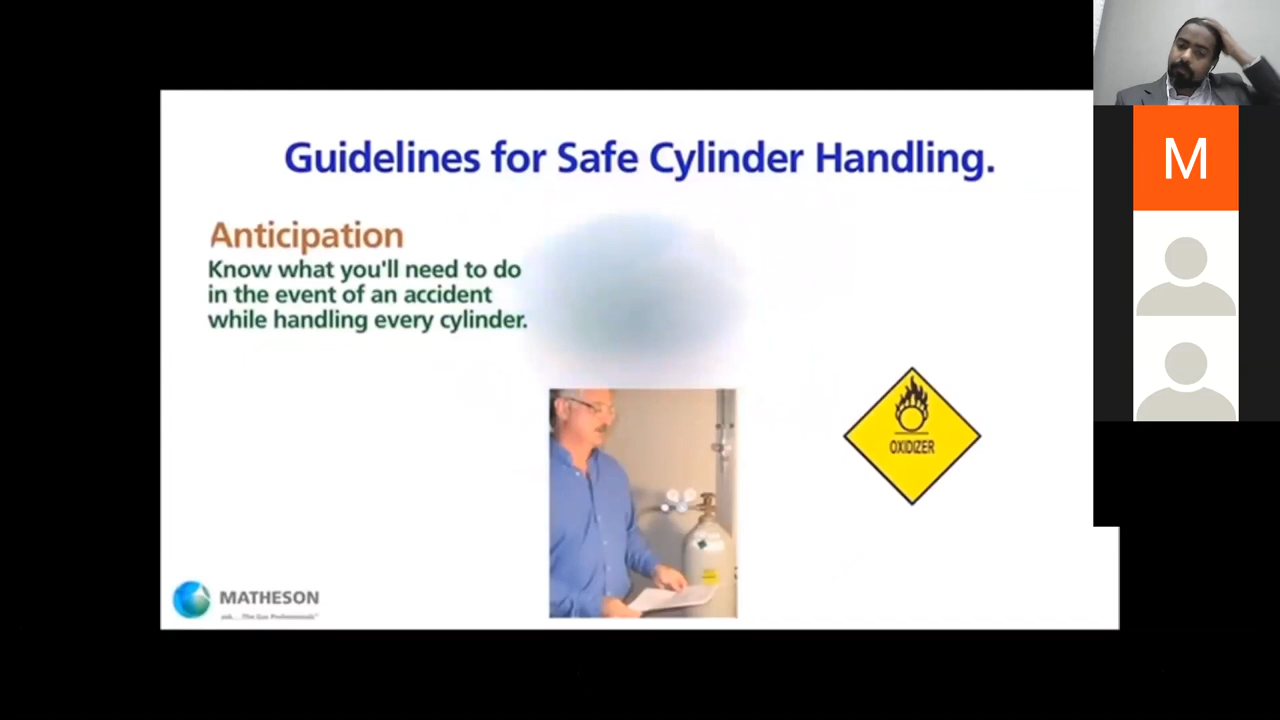 Guidelines for Safe Cylinder Handling.
Anticipation
Know what you'll need to do
in the event of an accident
while handling every cylinder.
M
OXIDIZER
MATHESON
ask. . .The Gas Professionals™